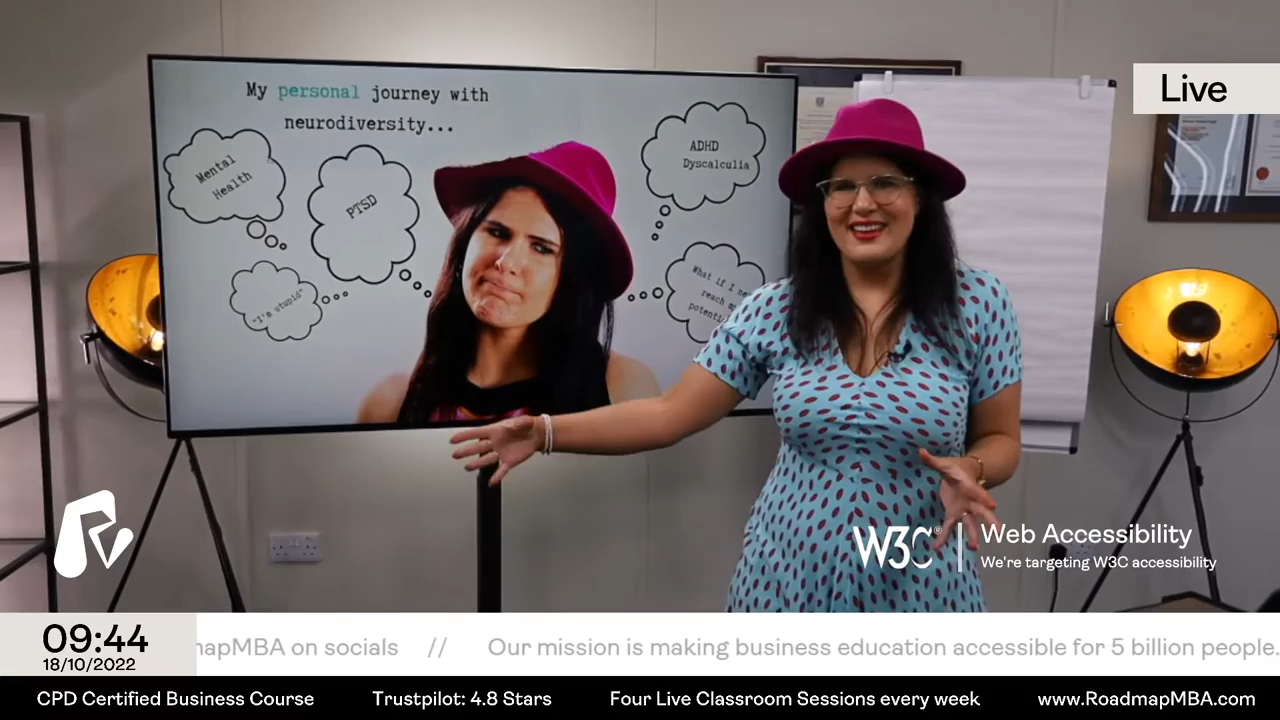 My personal journey with
neurodiversity...
Mental
Health
PTSD
"I'm stupid"
ADHD
Dyscalculia
What if I
reach
Live
W3C®
Web Accessibility
We're targeting W3C accessibility
09:44
18/10/2022
mapMBA on socials // Our mission is making business education accessible for 5 billion people.
CPD Certified Business Course Trustpilot: 4.8 Stars Four Live Classroom Sessions every week www.RoadmapMBA.com